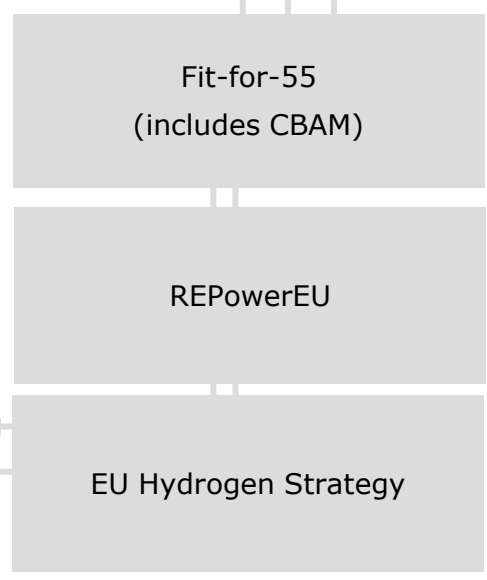 Fit-for-55
(includes CBAM)
REPowerEU
EU Hydrogen Strategy